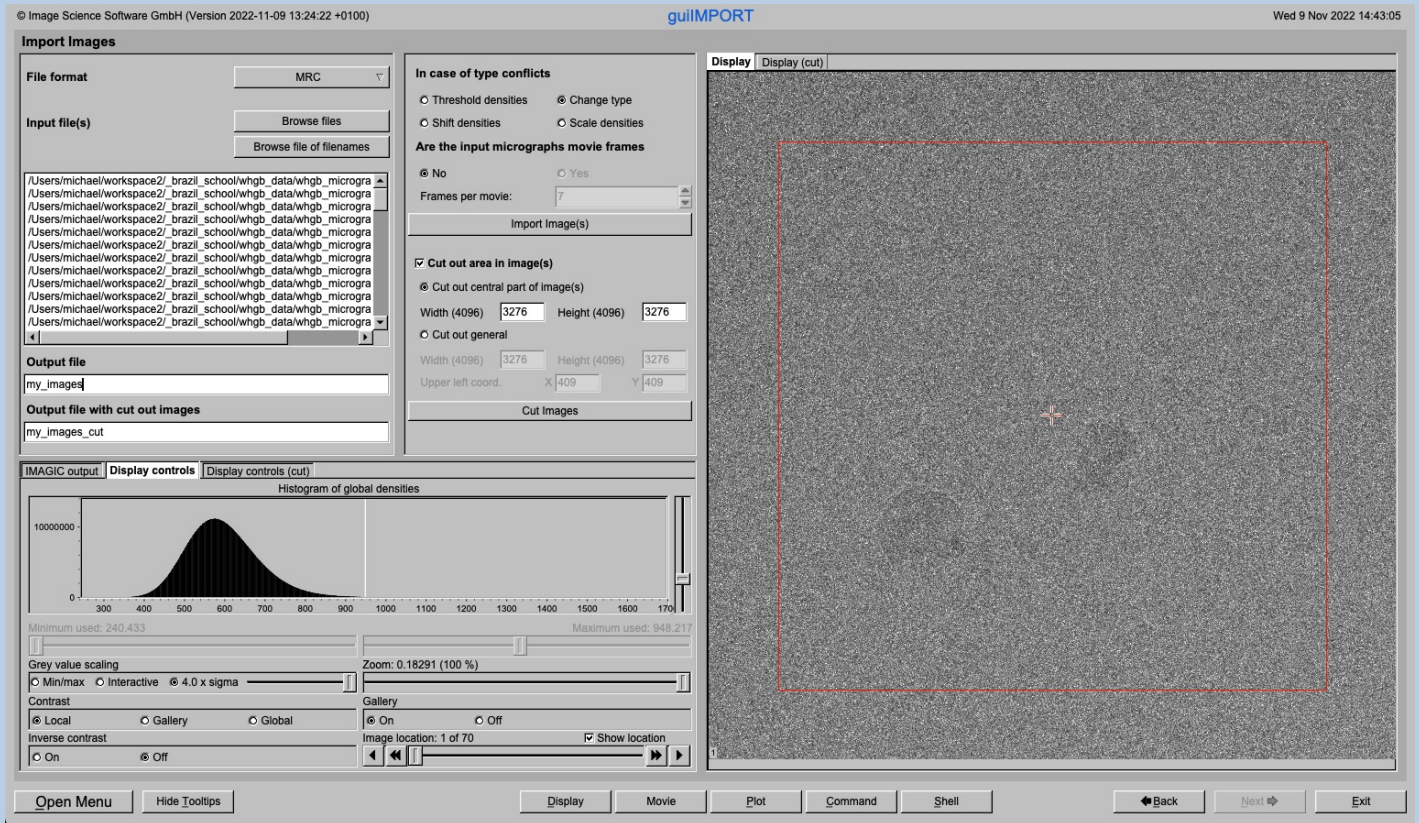 © Image Science Software GmbH (Version 2022-11-09 13:24:22 +0100)
guiIMPORT
Wed 9 Nov 2022 14:43:05
Import Images
File format
MRC
Input file(s)
Browse files
Browse file of filenames
/Users/michael/workspace2/_brazil_school/whgb_data/whgb_microgra
/Users/michael/workspace2/_brazil_school/whgb_data/whgb_microgra
/Users/michael/workspace2/_brazil_school/whgb_data/whgb_microgra
/Users/michael/workspace2/_brazil_school/whgb_data/whgb_microgra
/Users/michael/workspace2/_brazil_school/whgb_data/whgb_microgra
/Users/michael/workspace2/_brazil_school/whgb_data/whgb_microgra
/Users/michael/workspace2/_brazil_school/whgb_data/whgb_microgra
/Users/michael/workspace2/_brazil_school/whgb_data/whgb_microgra
/Users/michael/workspace2/_brazil_school/whgb_data/whgb_microgra
/Users/michael/workspace2/_brazil_school/whgb_data/whgb_microgra
/Users/michael/workspace2/_brazil_school/whgb_data/whgb_microgra
/Users/michael/workspace2/_brazil_school/whgb_data/whgb_microgra
Output file
my_images
Output file with cut out images
my_images_cut
In case of type conflicts
Threshold densities Change type
Shift densities Scale densities
Are the input micrographs movie frames
No Yes
Frames per movie: 7
Import Image(s)
Cut out area in image(s)
Cut out central part of image(s)
Width (4096) 3276 Height (4096) 3276
Cut out general
Width (4096) 3276 Height (4096) 3276
Upper left coord. X 409 Y 409
Cut Images
Display Display (cut)
1
IMAGIC output Display controls Display controls (cut)
Histogram of global densities
10000000
0
300 400 500 600 700 800 900 1000 1100 1200 1300 1400 1500 1600 170
Minimum used: 240.433 Maximum used: 948.217
Grey value scaling
Min/max Interactive 4.0 x sigma
Zoom: 0.18291 (100 %)
Contrast
Local Gallery Global
Gallery
On Off
Inverse contrast
On Off
Image location: 1 of 70 Show location
Open Menu Hide Tooltips Display Movie Plot Command Shell Back Next Exit